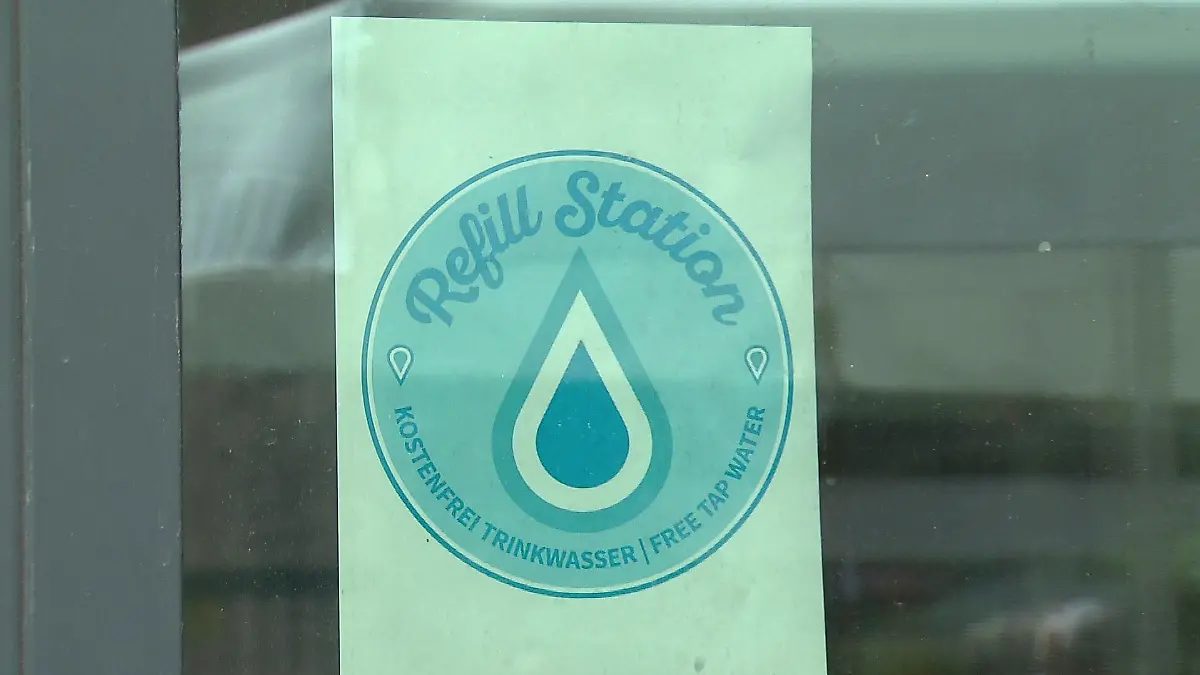 Refill Station
KOSTENFREI TRINKWASSER | FREE TAP WATER